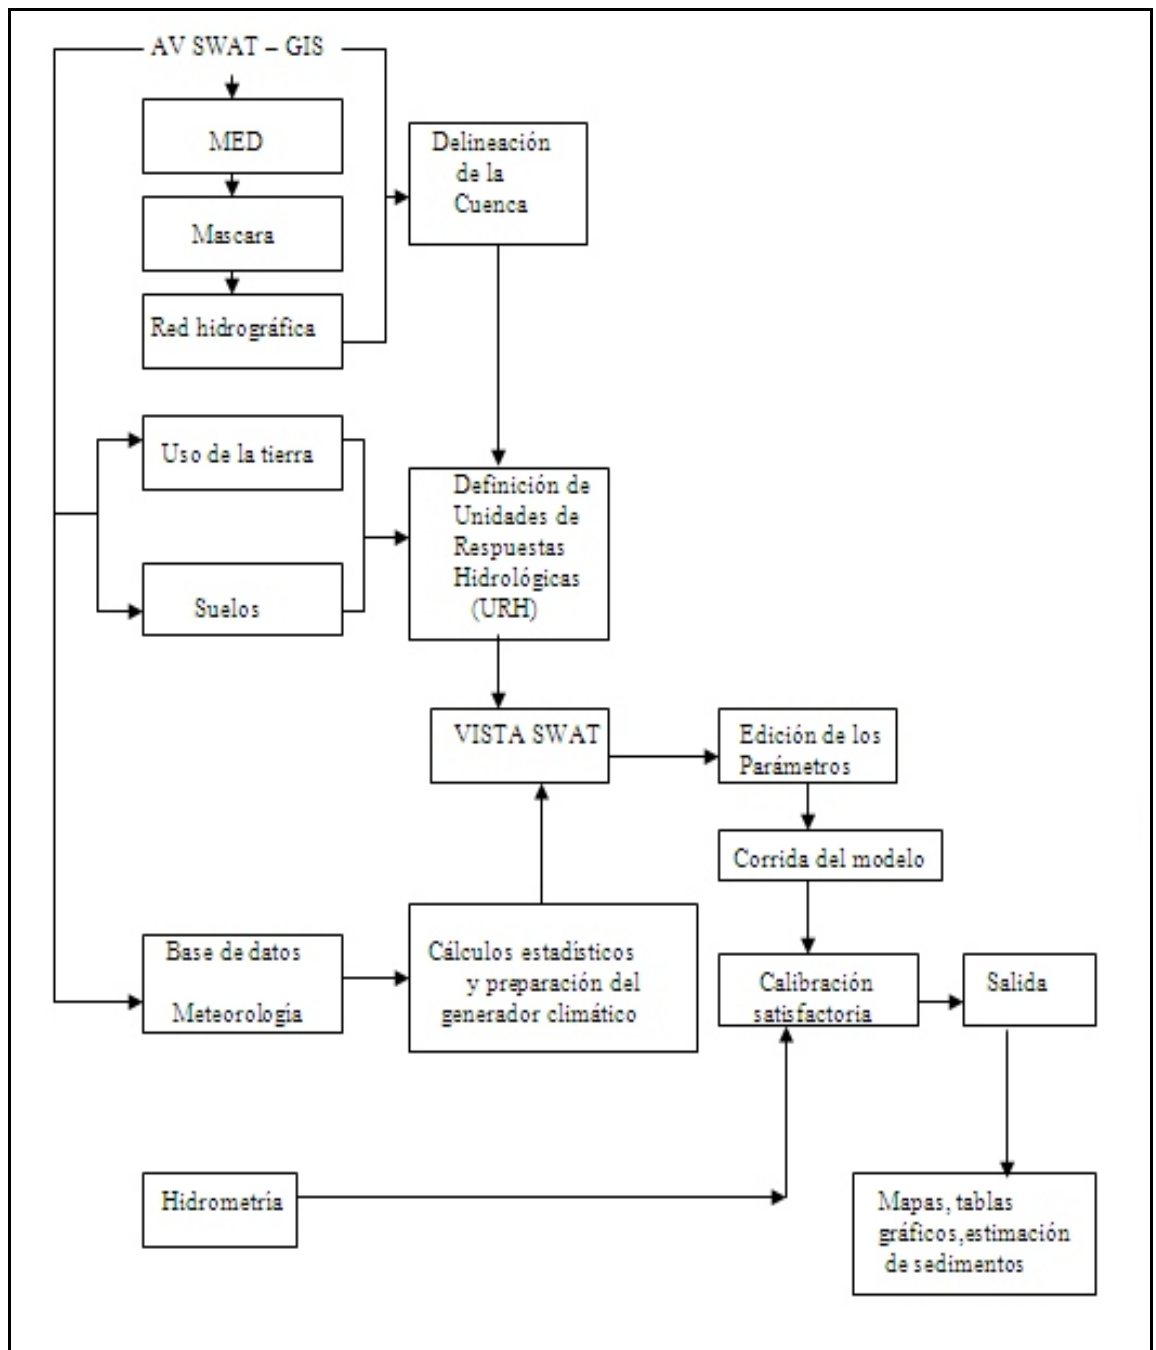 AV SWAT – GIS
MED
Mascara
Red hidrográfica
Delineación
de la
Cuenca
Uso de la tierra
Suelos
Definición de
Unidades de
Respuestas
Hidrológicas
(URH)
VISTA SWAT
Edición de los
Parámetros
Corrida del modelo
Base de datos
Meteorología
Cálculos estadísticos
y preparación del
generador climático
Calibración
satisfactoria
Salida
Hidrometría
Mapas, tablas
gráficos,estimación
de sedimentos